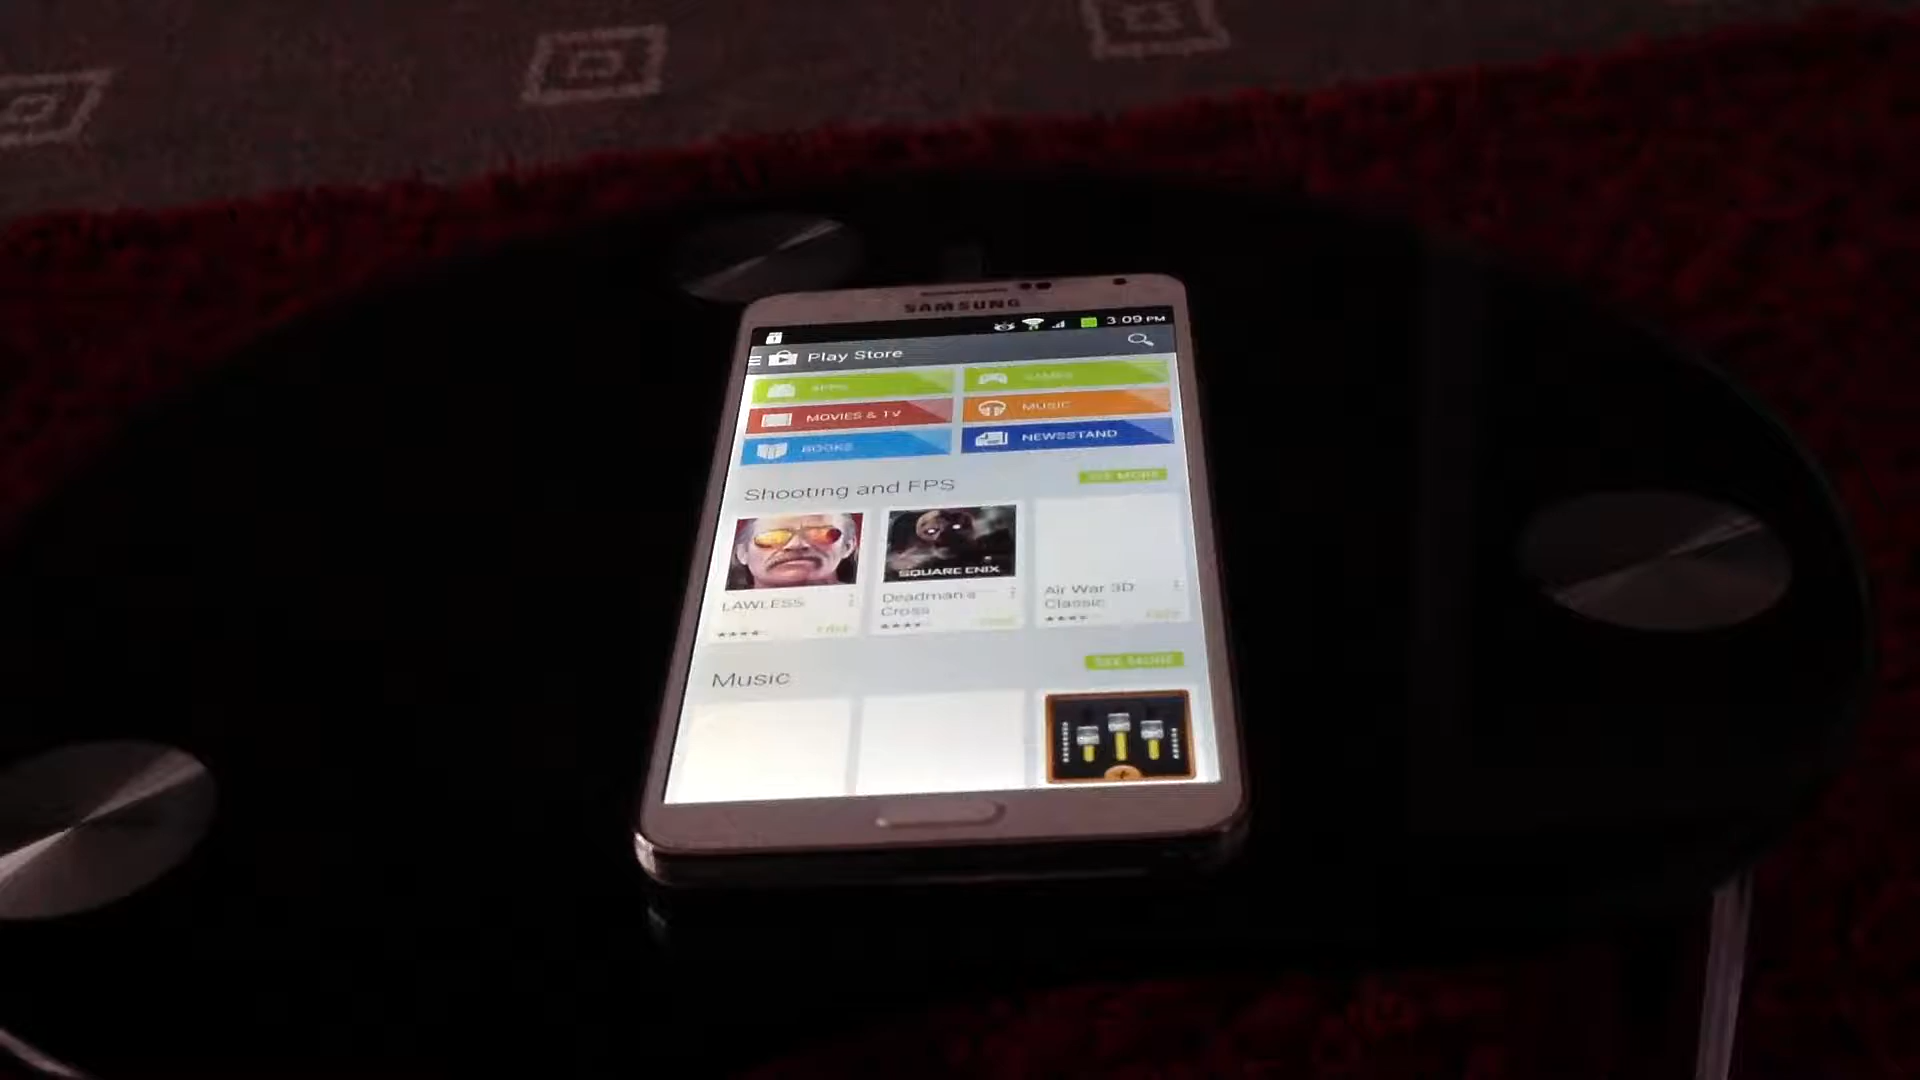 SAMSUNG
3:09 PM
Play Store
APPS
GAMES
MOVIES & TV
MUSIC
BOOKS
NEWSSTAND
Shooting and FPS
SEE MORE
SQUARE ENIX
LAWLESS
Deadman's
Cross
Air War 3D
Classic
FREE
Music
SEE MORE